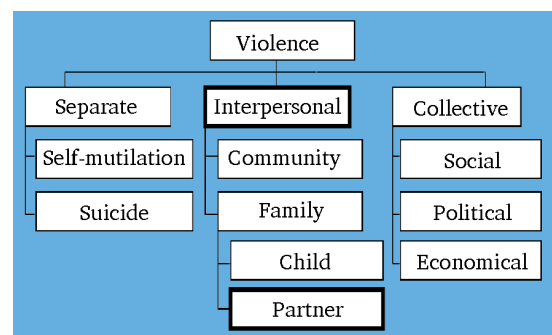 Violence
Separate
Interpersonal
Collective
Self-mutilation
Community
Social
Suicide
Family
Political
Child
Economical
Partner